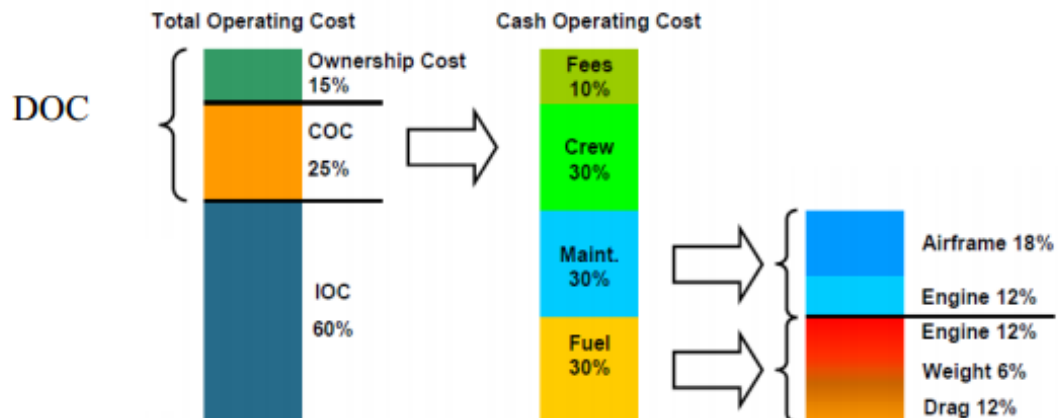 Total Operating Cost
Cash Operating Cost
DOC
Ownership Cost
15%
COC
25%
IOC
60%
Fees
10%
Crew
30%
Maint.
30%
Fuel
30%
Airframe 18%
Engine 12%
Engine 12%
Weight 6%
Drag 12%